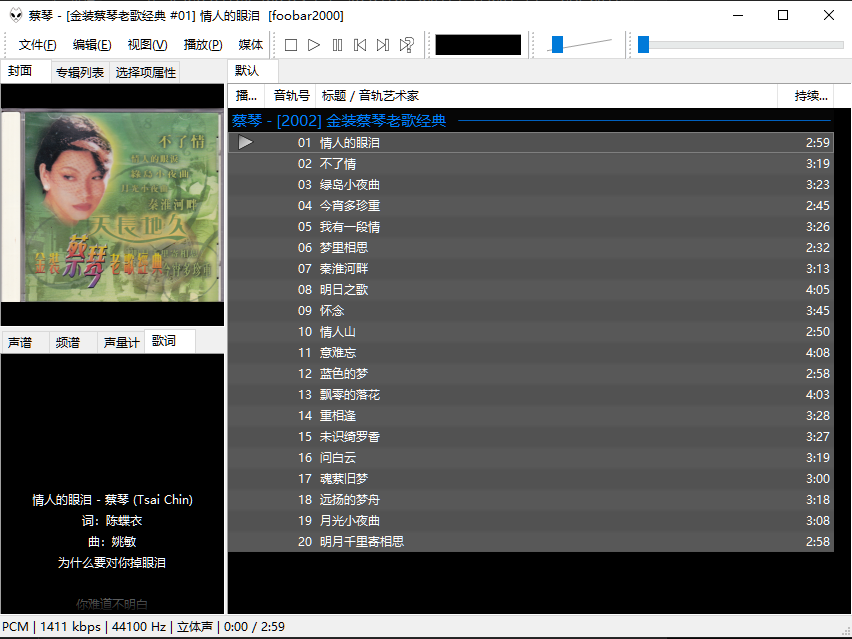 蔡琴 - [金装蔡琴老歌经典 #01] 情人的眼泪  [foobar2000]
文件(F) 编辑(E) 视图(V) 播放(P) 媒体
封面 专辑列表 选择项属性
默认
播... 音轨号 标题 / 音轨艺术家 持续...
不了情
情人的眼泪
绿岛小夜曲
月光小夜曲
秦淮河畔
天长地久
金装蔡琴老歌经典
蔡琴 - [2002] 金装蔡琴老歌经典
01 情人的眼泪 2:59
02 不了情 3:19
03 绿岛小夜曲 3:23
04 今宵多珍重 2:45
05 我有一段情 3:26
06 梦里相思 2:32
07 秦淮河畔 3:13
08 明日之歌 4:05
09 怀念 3:45
10 情人山 2:50
11 意难忘 4:08
12 蓝色的梦 2:58
13 飘零的落花 4:03
14 重相逢 3:28
15 未识绮罗香 3:27
16 问白云 3:19
17 魂萦旧梦 3:00
18 远扬的梦舟 3:18
19 月光小夜曲 3:08
20 明月千里寄相思 2:58
声谱 频谱 声量计 歌词
情人的眼泪 - 蔡琴 (Tsai Chin)
词：陈蝶衣
曲：姚敏
为什么要对你掉眼泪
你难道不明白
PCM | 1411 kbps | 44100 Hz | 立体声 | 0:00 / 2:59